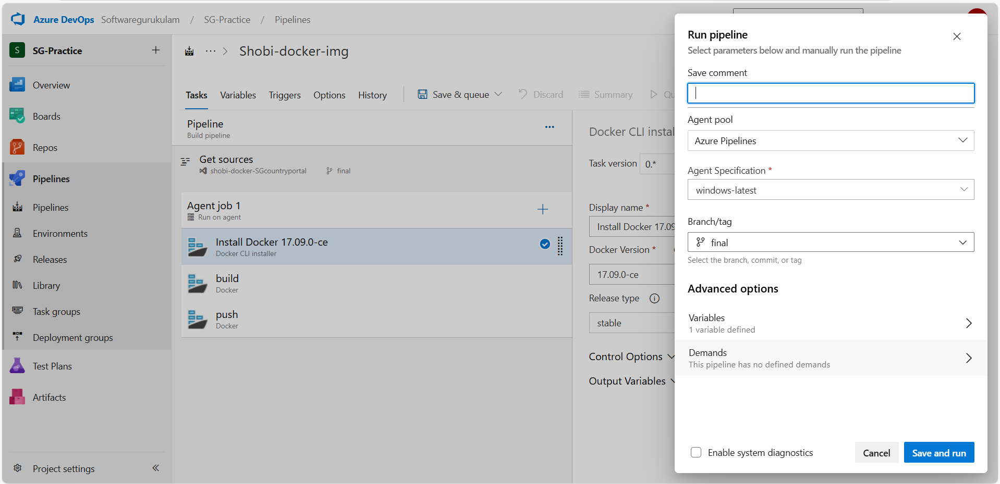 Azure DevOps Softwaregurukulam / SG-Practice / Pipelines
S SG-Practice
Overview
Boards
Repos
Pipelines
Pipelines
Environments
Releases
Library
Task groups
Deployment groups
Test Plans
Artifacts
Project settings
... > Shobi-docker-img
Tasks Variables Triggers Options History Save & queue Discard Summary Qu
Pipeline
Build pipeline
Get sources
shobi-docker-SGcountryportal final
Agent job 1
Run on agent
Install Docker 17.09.0-ce
Docker CLI installer
build
Docker
push
Docker
Docker CLI instal
Task version 0.*
Display name *
Install Docker 17.09
Docker Version *
17.09.0-ce
Release type
stable
Control Options
Output Variables
Run pipeline
Select parameters below and manually run the pipeline
Save comment
Agent pool
Azure Pipelines
Agent Specification *
windows-latest
Branch/tag
final
Select the branch, commit, or tag
Advanced options
Variables
1 variable defined
Demands
This pipeline has no defined demands
Enable system diagnostics
Cancel
Save and run